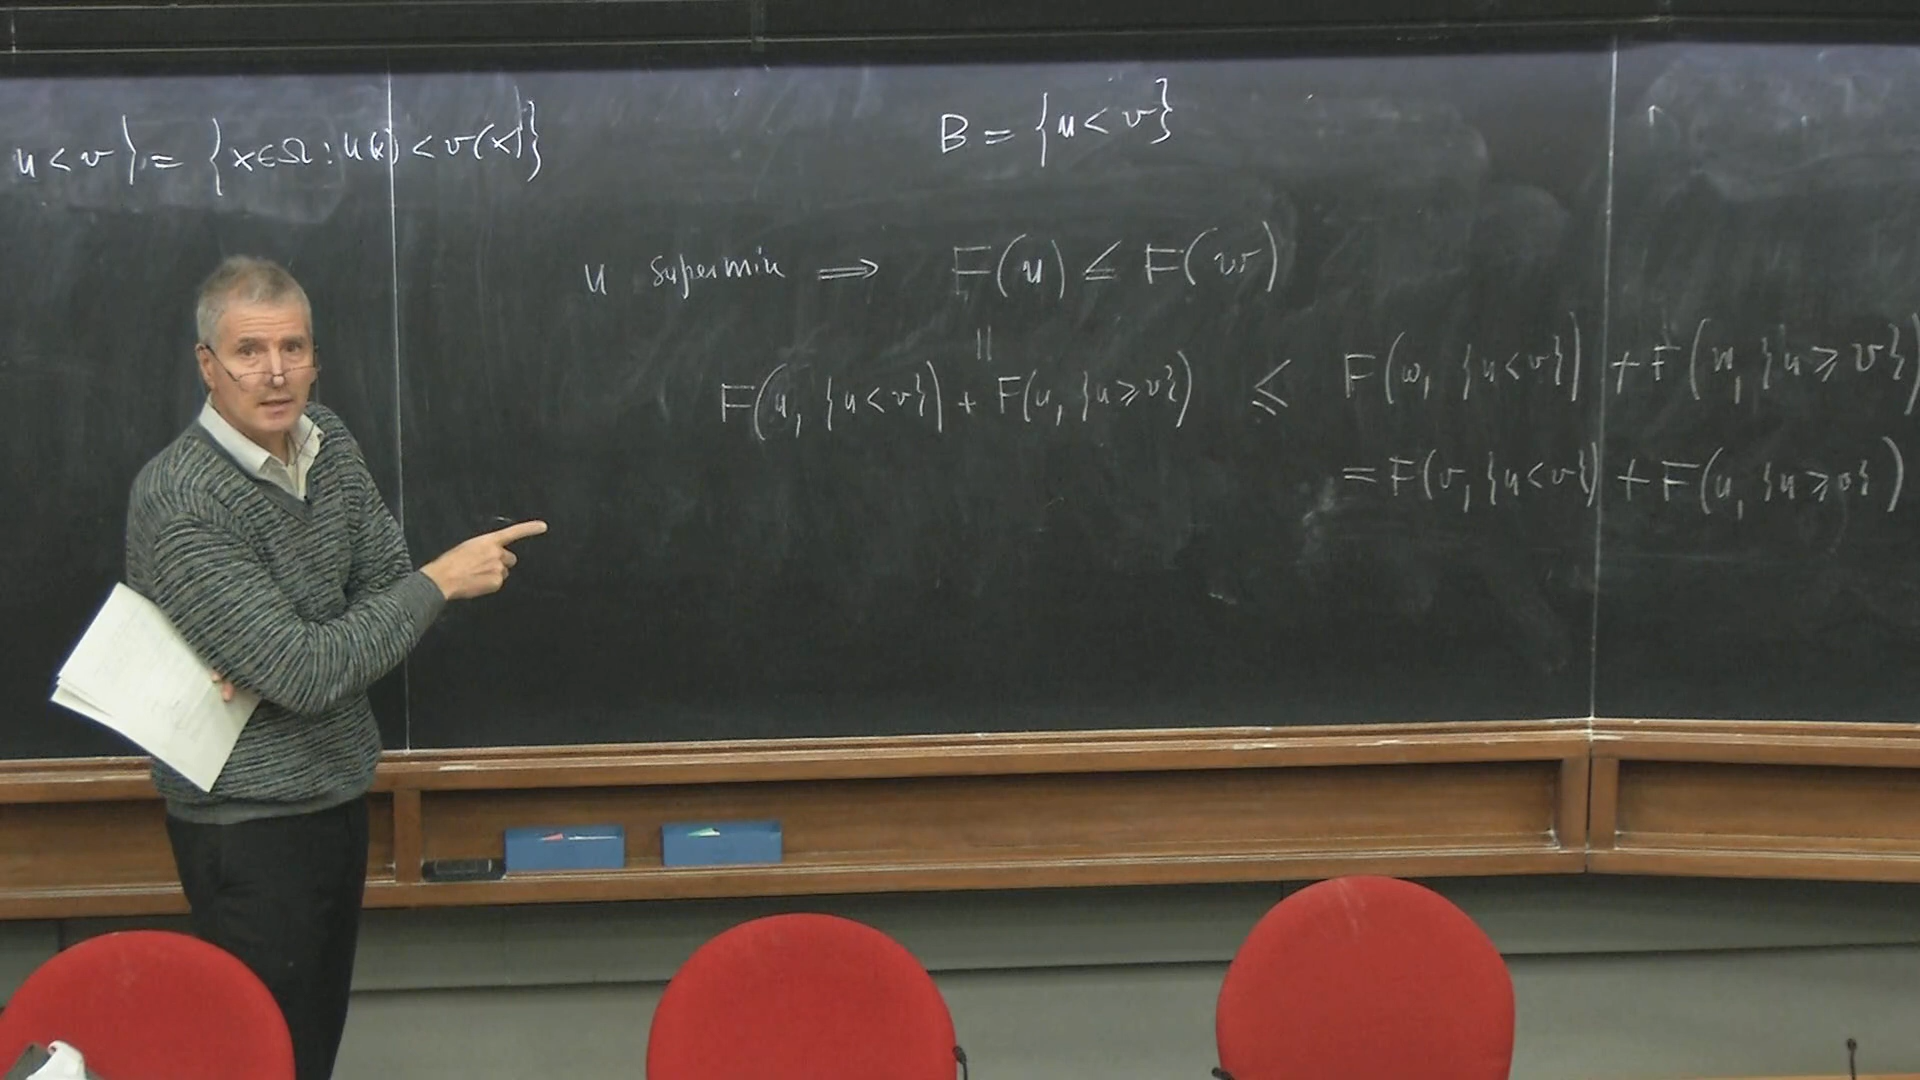 u < v} = {x∈Ω : u(x) < v(x)}
B = {u < v}
u supermin ⟹ F(u) ≤ F(w)
||
F(u, {u<v}) + F(u, {u⩾v}) ⩽ F(w, {u<v}) + F(w, {u⩾v})
= F(v, {u<v}) + F(u, {u⩾v})